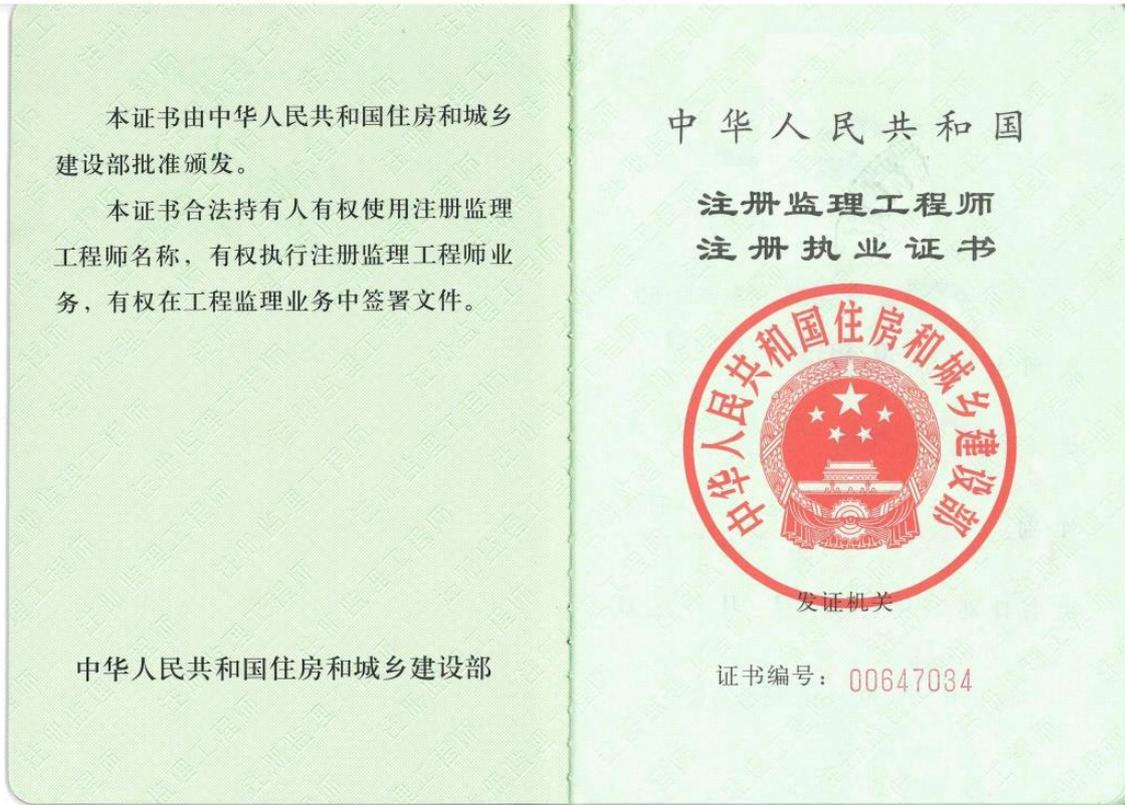 本证书由中华人民共和国住房和城乡
建设部批准颁发。
本证书合法持有人有权使用注册监理
工程师名称，有权执行注册监理工程师业
务，有权在工程监理业务中签署文件。
中华人民共和国住房和城乡建设部
中华人民共和国
注册监理工程师
注册执业证书
中华人民共和国住房和城乡建设部
发证机关
证书编号：00647034